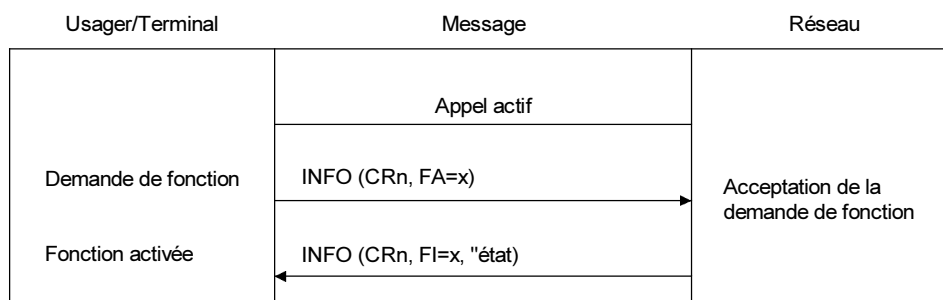 Usager/Terminal
Message
Réseau
Appel actif
Demande de fonction
INFO (CRn, FA=x)
Acceptation de la
demande de fonction
Fonction activée
INFO (CRn, FI=x, "état)